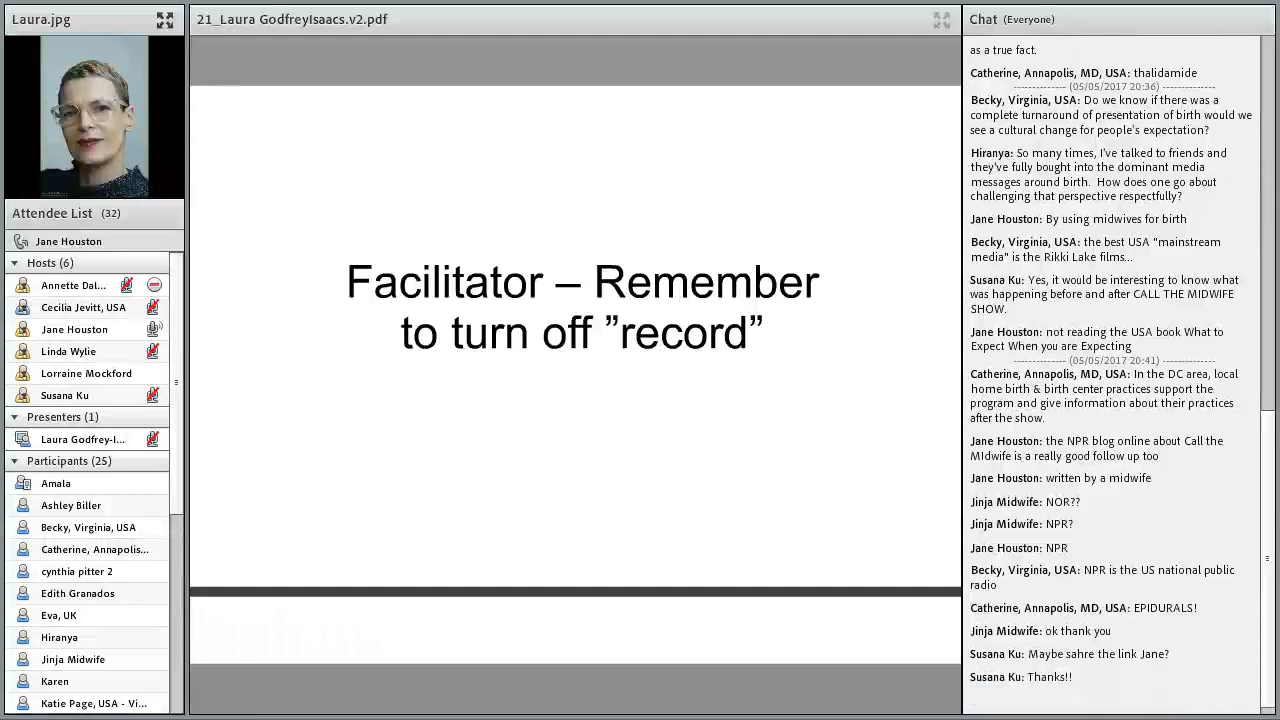 Laura.jpg
Attendee List (32)
Jane Houston
Hosts (6)
Annette Dal...
Cecilia Jevitt, USA
Jane Houston
Linda Wylie
Lorraine Mockford
Susana Ku
Presenters (1)
Laura Godfrey-I...
Participants (25)
Amala
Ashley Biller
Becky, Virginia, USA
Catherine, Annapolis...
cynthia pitter 2
Edith Granados
Eva, UK
Hiranya
Jinja Midwife
Karen
Katie Page, USA - Vi...
21_Laura GodfreyIsaacs.v2.pdf
Facilitator – Remember
to turn off ”record”
Chat (Everyone)
as a true fact.
Catherine, Annapolis, MD, USA: thalidamide
-------------- (05/05/2017 20:36) --------------
Becky, Virginia, USA: Do we know if there was a
complete turnaround of presentation of birth would we
see a cultural change for people's expectation?
Hiranya: So many times, I've talked to friends and
they've fully bought into the dominant media
messages around birth. How does one go about
challenging that perspective respectfully?
Jane Houston: By using midwives for birth
Becky, Virginia, USA: the best USA "mainstream
media" is the Rikki Lake films...
Susana Ku: Yes, it would be interesting to know what
was happening before and after CALL THE MIDWIFE
SHOW.
Jane Houston: not reading the USA book What to
Expect When you are Expecting
-------------- (05/05/2017 20:41) --------------
Catherine, Annapolis, MD, USA: In the DC area, local
home birth & birth center practices support the
program and give information about their practices
after the show.
Jane Houston: the NPR blog online about Call the
MIdwife is a really good follow up too
Jane Houston: written by a midwife
Jinja Midwife: NOR??
Jinja Midwife: NPR?
Jane Houston: NPR
Becky, Virginia, USA: NPR is the US national public
radio
Catherine, Annapolis, MD, USA: EPIDURALS!
Jinja Midwife: ok thank you
Susana Ku: Maybe sahre the link Jane?
Susana Ku: Thanks!!